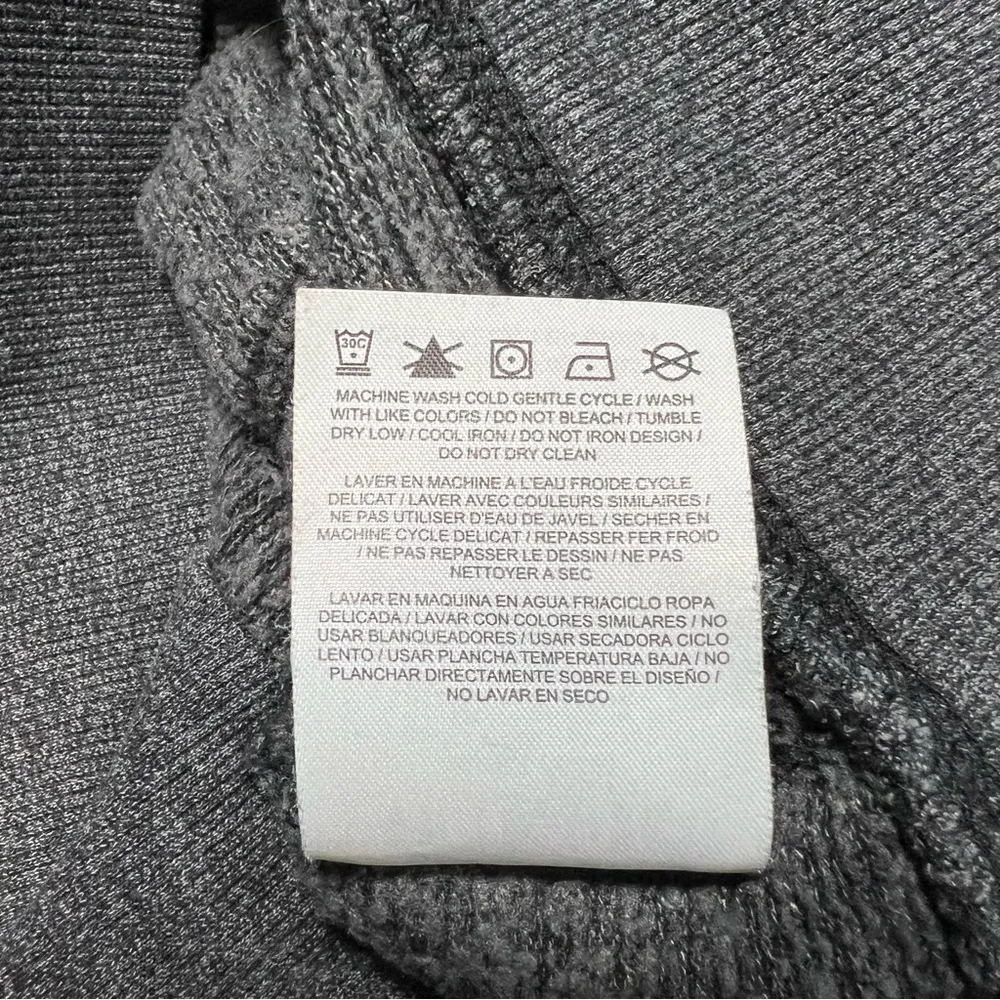 30C
MACHINE WASH COLD GENTLE CYCLE / WASH
WITH LIKE COLORS / DO NOT BLEACH / TUMBLE
DRY LOW / COOL IRON / DO NOT IRON DESIGN /
DO NOT DRY CLEAN
LAVER EN MACHINE A L'EAU FROIDE CYCLE
DELICAT / LAVER AVEC COULEURS SIMILAIRES /
NE PAS UTILISER D'EAU DE JAVEL / SECHER EN
MACHINE CYCLE DELICAT / REPASSER FER FROID
/ NE PAS REPASSER LE DESSIN / NE PAS
NETTOYER A SEC
LAVAR EN MAQUINA EN AGUA FRIACICLO ROPA
DELICADA / LAVAR CON COLORES SIMILARES / NO
USAR BLANQUEADORES / USAR SECADORA CICLO
LENTO / USAR PLANCHA TEMPERATURA BAJA / NO
PLANCHAR DIRECTAMENTE SOBRE EL DISEÑO /
NO LAVAR EN SECO